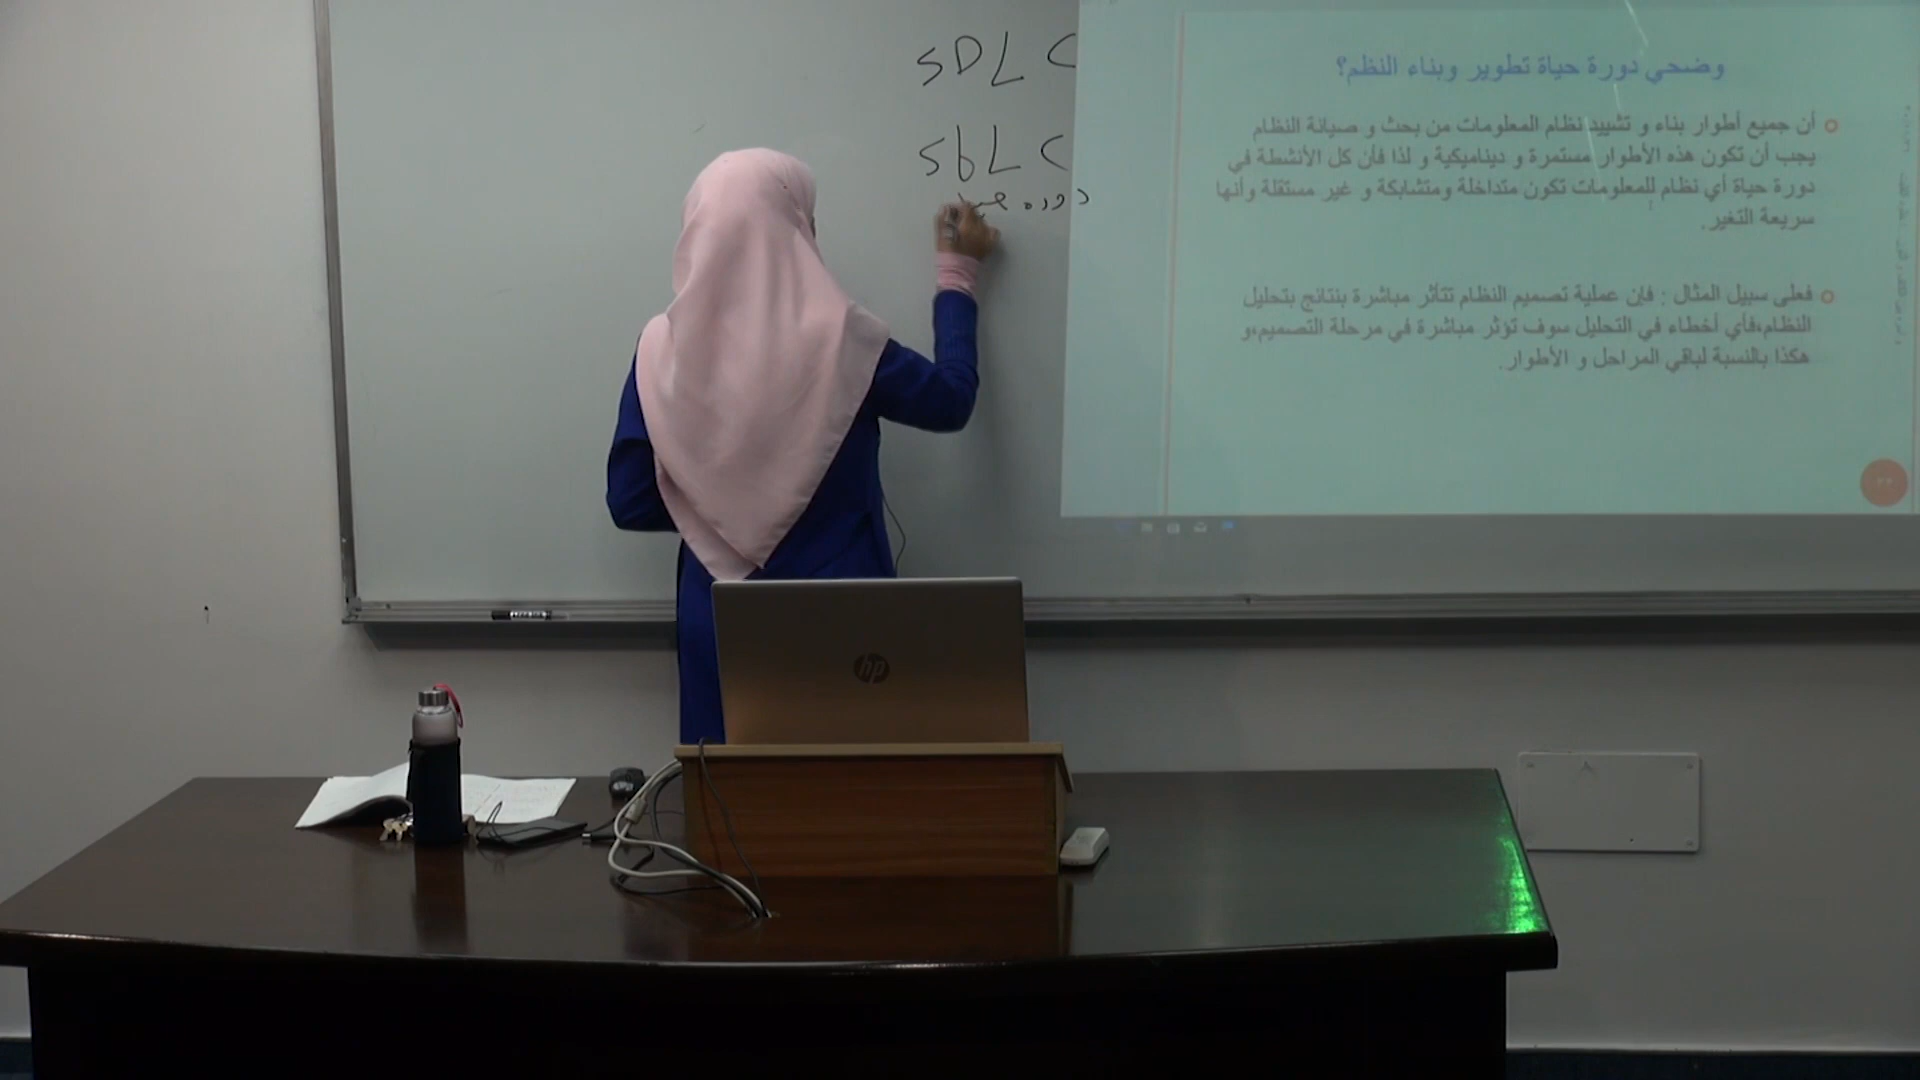 SDLC
SbLC
دوره حيا
وضحي دورة حياة تطوير وبناء النظم؟
أن جميع أطوار بناء و تشييد نظام المعلومات من بحث و صيانة النظام
يجب أن تكون هذه الأطوار مستمرة و ديناميكية و لذا فأن كل الأنشطة في
دورة حياة أي نظام للمعلومات تكون متداخلة ومتشابكة و غير مستقلة وأنها
سريعة التغير.
فعلى سبيل المثال : فإن عملية تصميم النظام تتأثر مباشرة بنتائج بتحليل
النظام،فأي أخطاء في التحليل سوف تؤثر مباشرة في مرحلة التصميم،و
هكذا بالنسبة لباقي المراحل و الأطوار.
hp